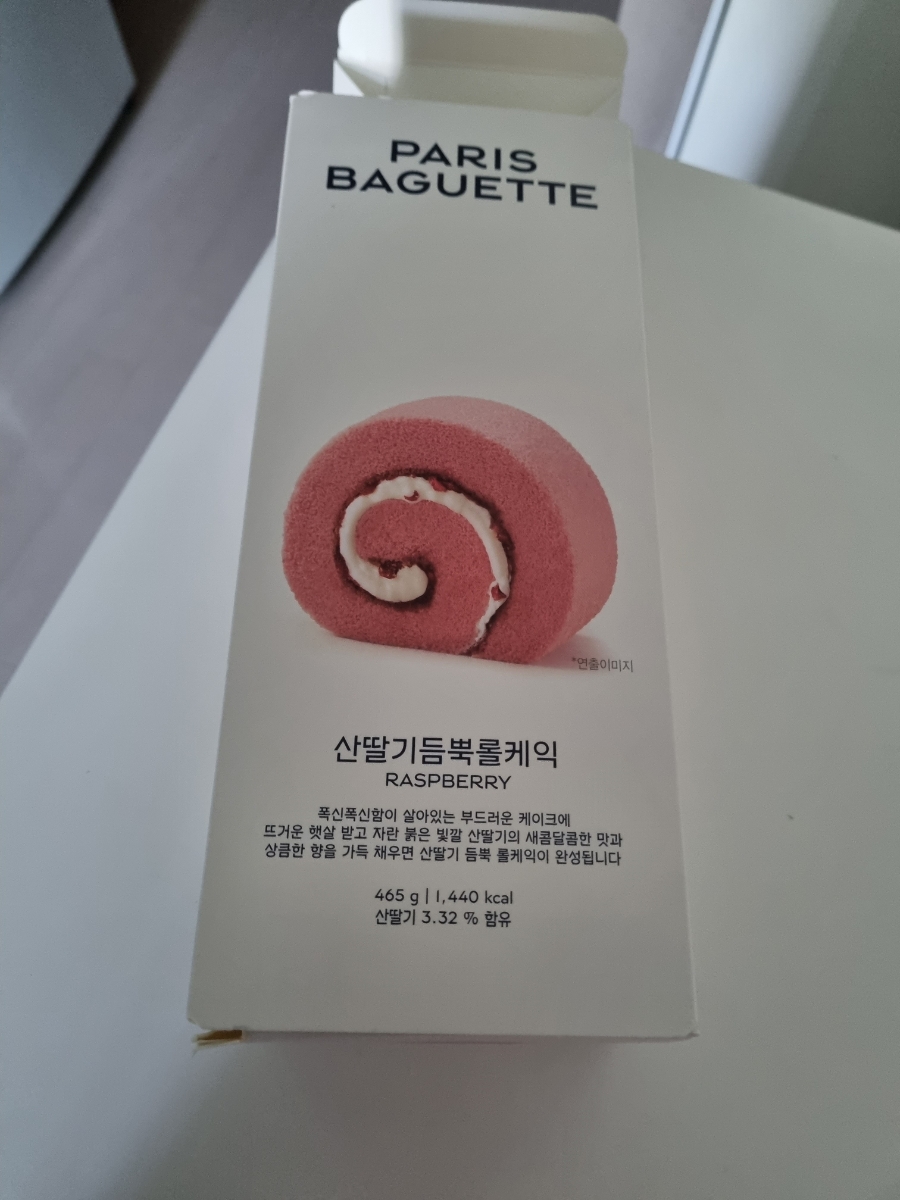 PARIS
BAGUETTE
*연출이미지
산딸기듬뿍롤케익
RASPBERRY
폭신폭신함이 살아있는 부드러운 케이크에
뜨거운 햇살 받고 자란 붉은 빛깔 산딸기의 새콤달콤한 맛과
상큼한 향을 가득 채우면 산딸기 듬뿍 롤케익이 완성됩니다
465 g | 1,440 kcal
산딸기 3.32 % 함유